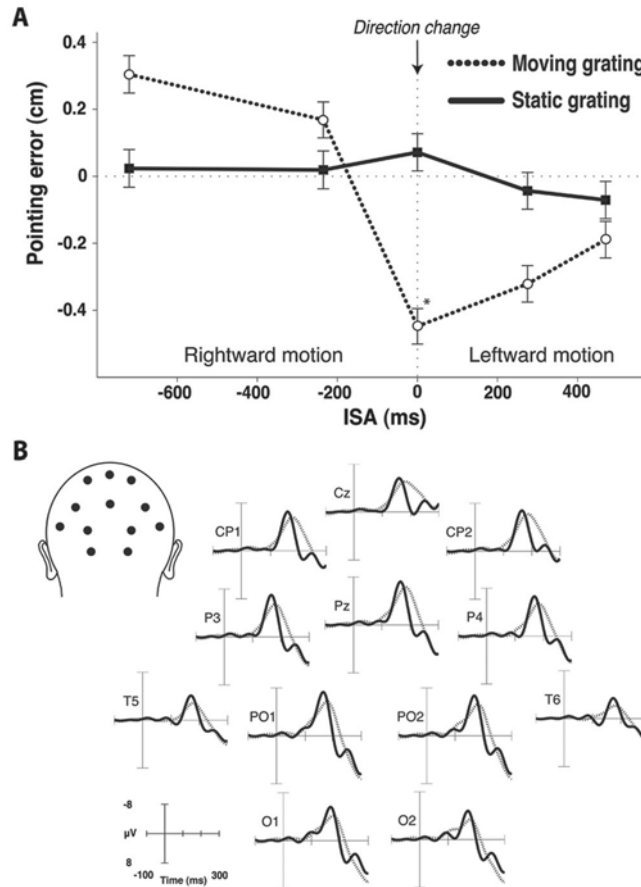 A
Direction change
Moving grating
Static grating
0.4
0.2
0
-0.2
-0.4
Pointing error (cm)
*
Rightward motion
Leftward motion
-600
-400
-200
0
200
400
ISA (ms)
B
Cz
CP1
CP2
P3
Pz
P4
T5
PO1
PO2
T6
O1
O2
-8
µV
8
-100
300
Time (ms)